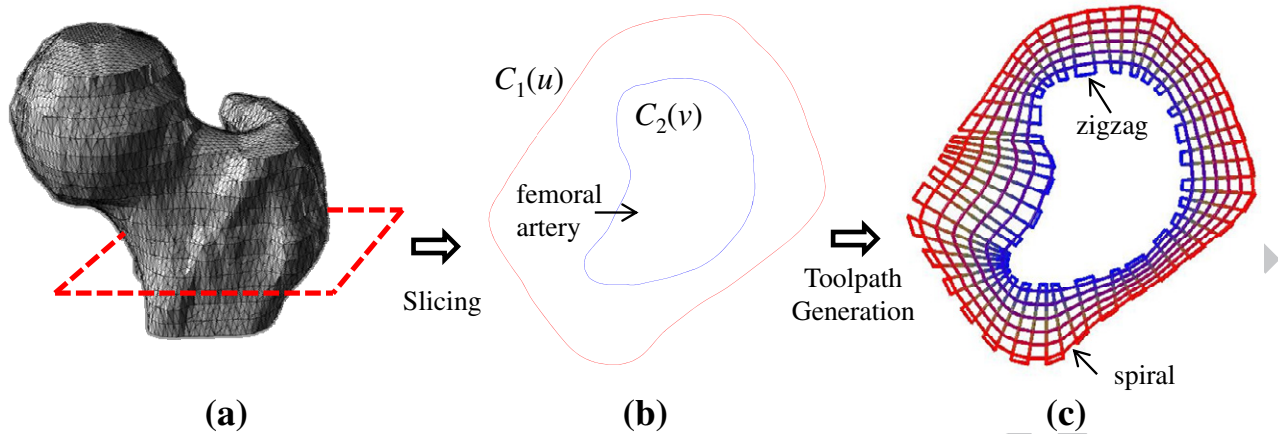 C₁(u)
C₂(v)
femoral
artery
Slicing
Toolpath
Generation
zigzag
spiral
(a)
(b)
(c)